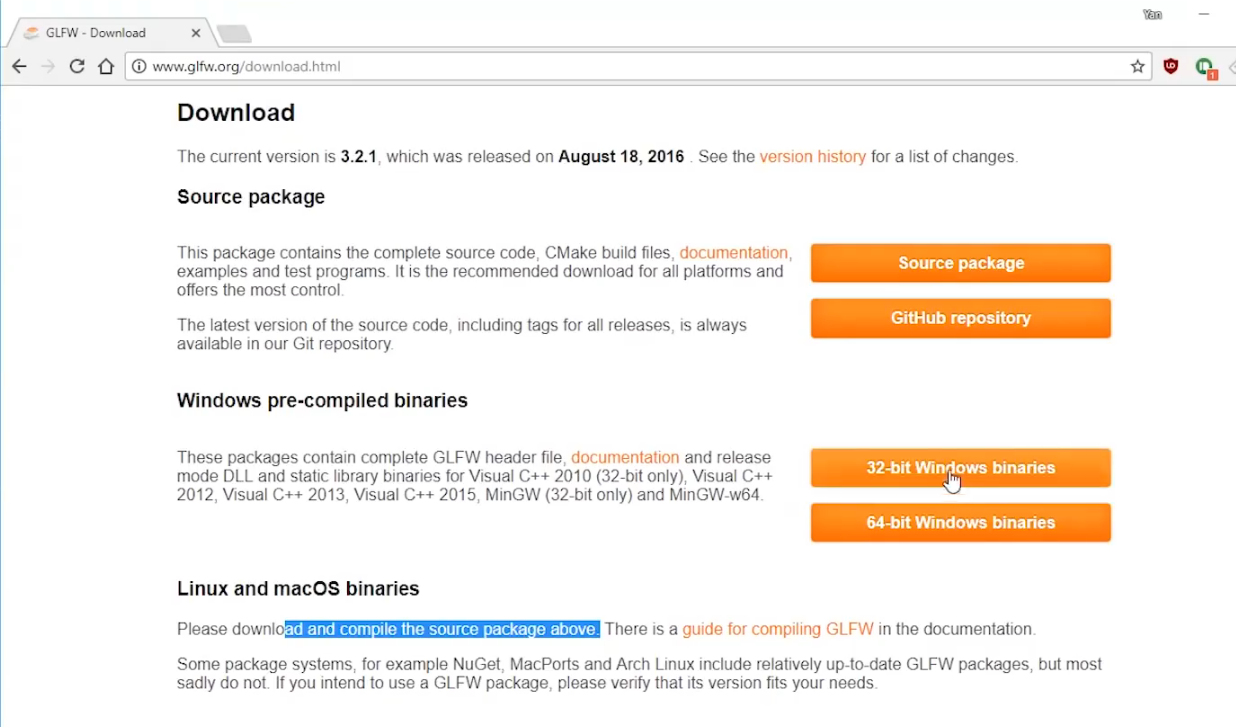 Yan
GLFW - Download
www.glfw.org/download.html
1
Download
The current version is 3.2.1, which was released on August 18, 2016 . See the version history for a list of changes.
Source package
This package contains the complete source code, CMake build files, documentation,
examples and test programs. It is the recommended download for all platforms and
offers the most control.
Source package
The latest version of the source code, including tags for all releases, is always
available in our Git repository.
GitHub repository
Windows pre-compiled binaries
These packages contain complete GLFW header file, documentation and release
mode DLL and static library binaries for Visual C++ 2010 (32-bit only), Visual C++
2012, Visual C++ 2013, Visual C++ 2015, MinGW (32-bit only) and MinGW-w64.
32-bit Windows binaries
64-bit Windows binaries
Linux and macOS binaries
Please download and compile the source package above. There is a guide for compiling GLFW in the documentation.
Some package systems, for example NuGet, MacPorts and Arch Linux include relatively up-to-date GLFW packages, but most
sadly do not. If you intend to use a GLFW package, please verify that its version fits your needs.